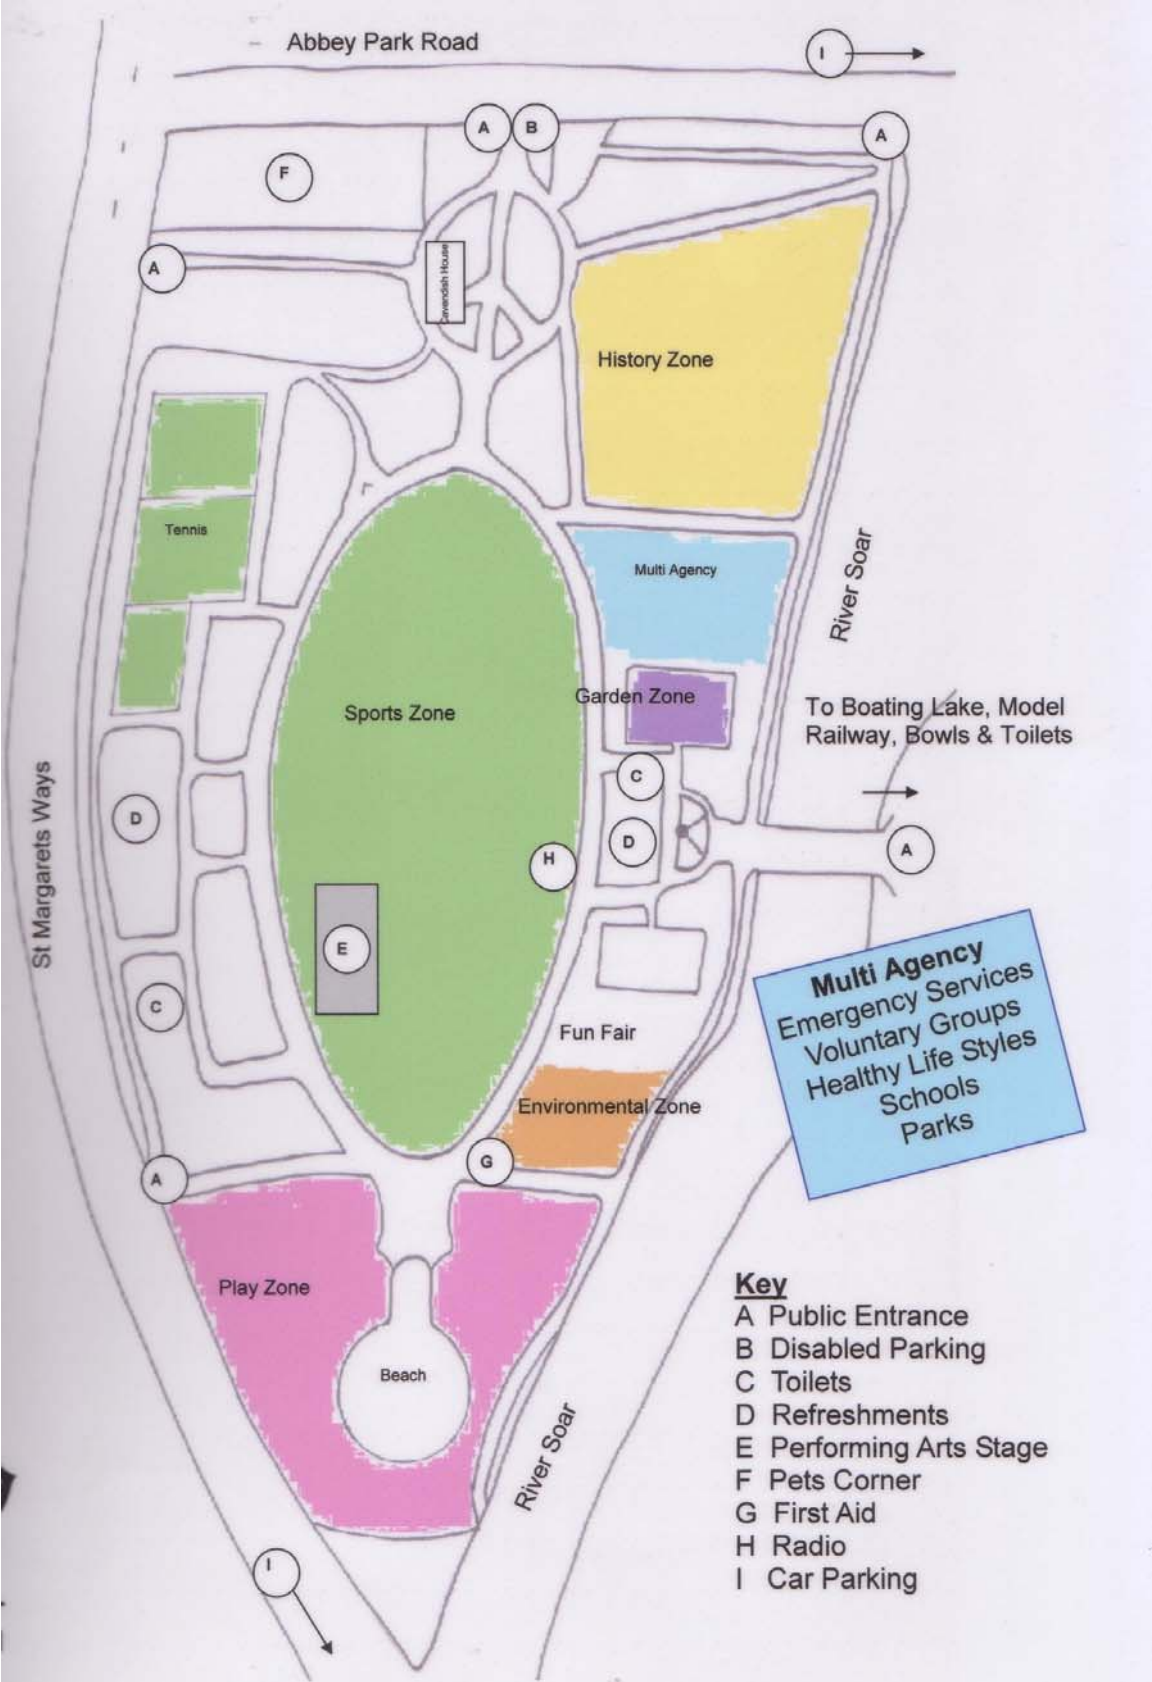 Abbey Park Road
I
A
B
A
F
A
Cavendish House
History Zone
Tennis
Multi Agency
River Soar
Garden Zone
Sports Zone
To Boating Lake, Model
Railway, Bowls & Toilets
C
D
D
H
A
St Margarets Ways
E
C
Multi Agency
Emergency Services
Voluntary Groups
Healthy Life Styles
Schools
Parks
Fun Fair
Environmental Zone
G
A
Play Zone
Beach
River Soar
I
Key
A Public Entrance
B Disabled Parking
C Toilets
D Refreshments
E Performing Arts Stage
F Pets Corner
G First Aid
H Radio
I Car Parking